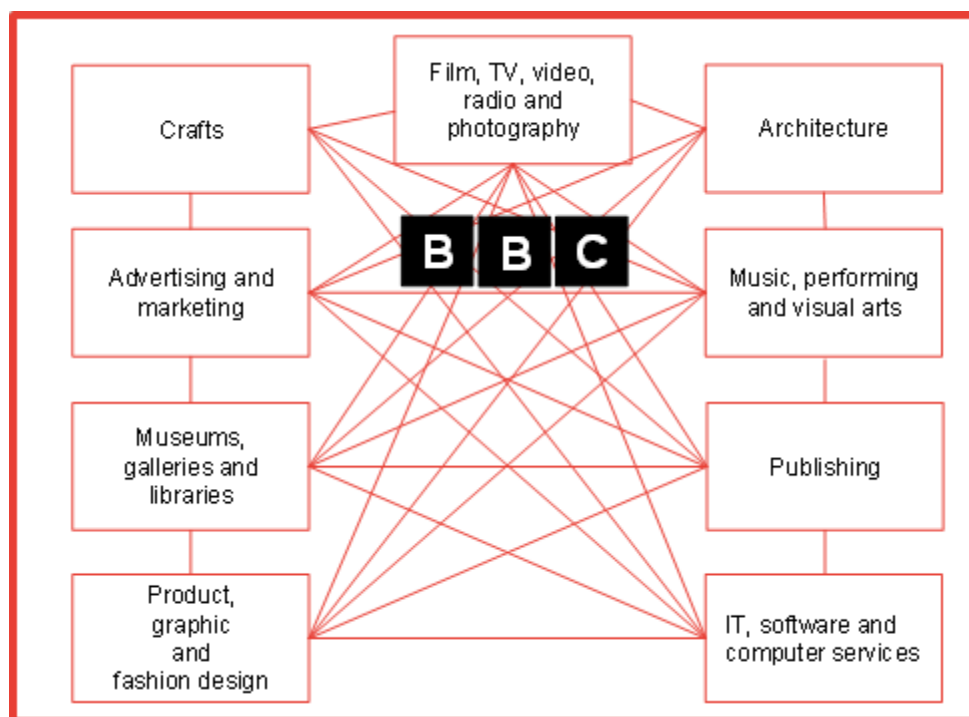 Film, TV, video,
radio and
photography
Crafts
Architecture
B B C
Advertising and
marketing
Music, performing
and visual arts
Museums,
galleries and
libraries
Publishing
Product,
graphic
and
fashion design
IT, software and
computer services